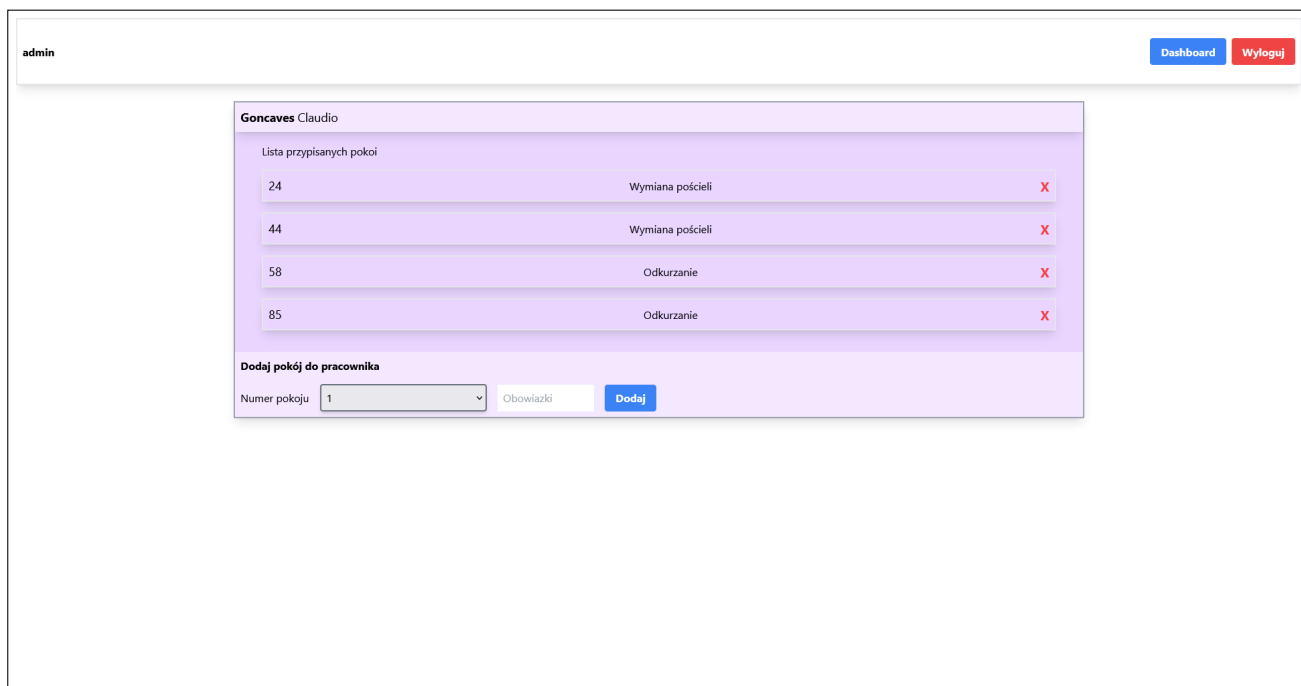 admin
Dashboard
Wyloguj
Goncaves Claudio
Lista przypisanych pokoi
24 Wymiana pościeli X
44 Wymiana pościeli X
58 Odkurzanie X
85 Odkurzanie X
Dodaj pokój do pracownika
Numer pokoju 1 Obowiazki Dodaj